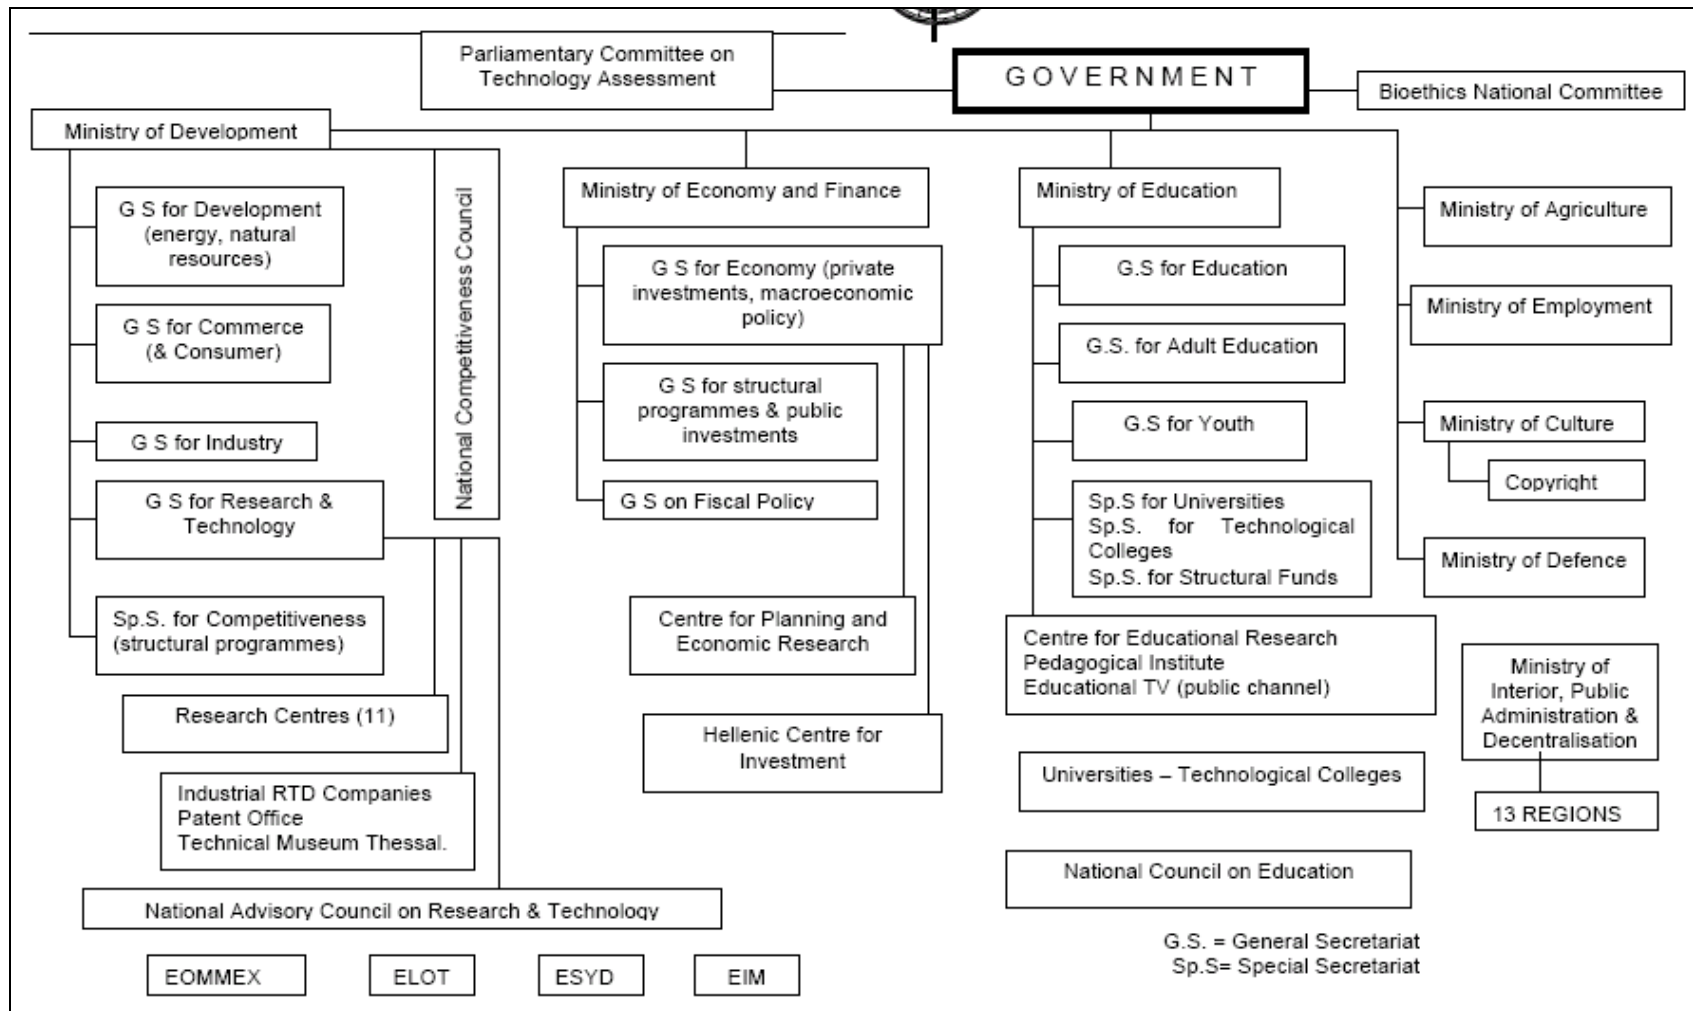 Parliamentary Committee on
Technology Assessment
GOVERNMENT
Bioethics National Committee
Ministry of Development
National Competitiveness Council
G S for Development
(energy, natural
resources)
G S for Commerce
(& Consumer)
G S for Industry
G S for Research &
Technology
Sp.S. for Competitiveness
(structural programmes)
Research Centres (11)
Industrial RTD Companies
Patent Office
Technical Museum Thessal.
National Advisory Council on Research & Technology
EOMMEX
ELOT
ESYD
EIM
Ministry of Economy and Finance
G S for Economy (private
investments, macroeconomic
policy)
G S for structural
programmes & public
investments
G S on Fiscal Policy
Centre for Planning and
Economic Research
Hellenic Centre for
Investment
Ministry of Education
G.S for Education
G.S. for Adult Education
G.S for Youth
Sp.S for Universities
Sp.S. for Technological
Colleges
Sp.S. for Structural Funds
Centre for Educational Research
Pedagogical Institute
Educational TV (public channel)
Universities – Technological Colleges
National Council on Education
Ministry of Agriculture
Ministry of Employment
Ministry of Culture
Copyright
Ministry of Defence
Ministry of
Interior, Public
Administration &
Decentralisation
13 REGIONS
G.S. = General Secretariat
Sp.S= Special Secretariat